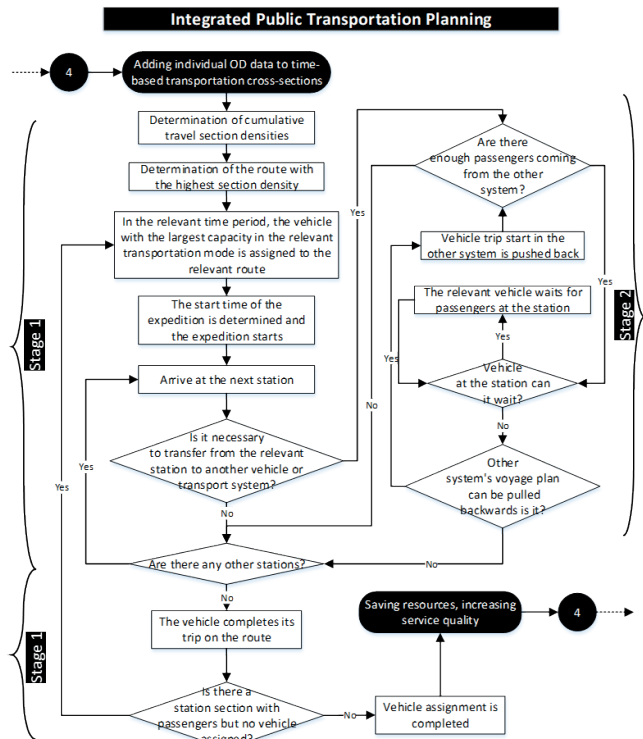 Integrated Public Transportation Planning
4
Adding individual OD data to time-
based transportation cross-sections
Determination of cumulative
travel section densities
Determination of the route with
the highest section density
In the relevant time period, the vehicle
with the largest capacity in the relevant
transportation mode is assigned to the
relevant route
The start time of the
expedition is determined and
the expedition starts
Arrive at the next station
Is it necessary
to transfer from the relevant
station to another vehicle or
transport system?
Yes
No
Are there any other stations?
Yes
No
The vehicle completes its
trip on the route
Is there a
station section with
passengers but no vehicle
assigned?
Yes
No
Vehicle assignment is
completed
Saving resources, increasing
service quality
4
Are there
enough passengers coming
from the other
system?
Yes
No
Vehicle trip start in the
other system is pushed back
The relevant vehicle waits for
passengers at the station
Yes
Vehicle
at the station can
it wait?
No
Other
system's voyage plan
can be pulled
backwards is it?
Yes
No
Stage 1
Stage 1
Stage 2